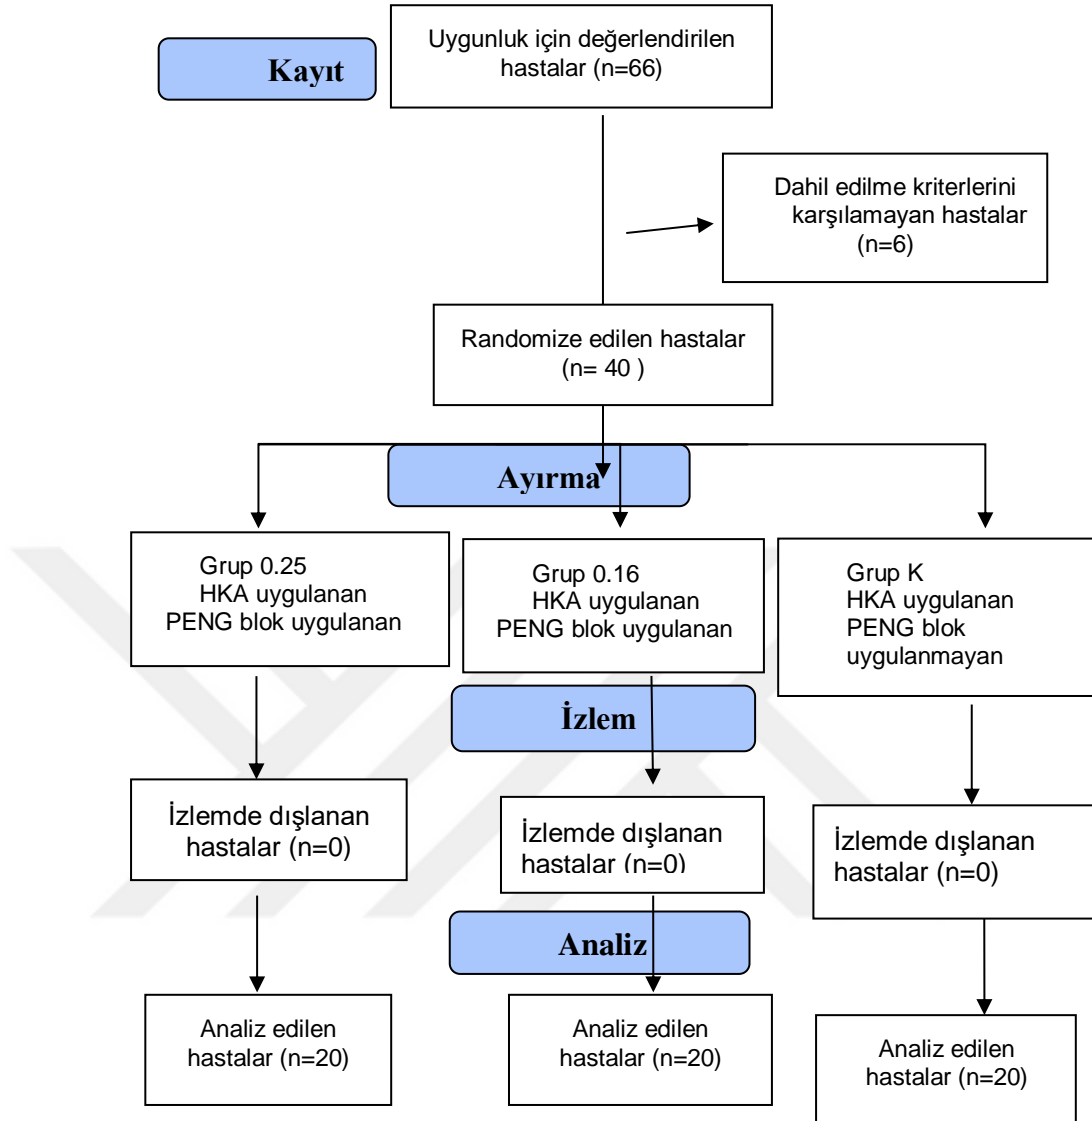 Uygunluk için değerlendirilen
hastalar (n=66)
Kayıt
Dahil edilme kriterlerini
karşılamayan hastalar
(n=6)
Randomize edilen hastalar
(n= 40 )
Ayırma
Grup 0.25
HKA uygulanan
PENG blok uygulanan
Grup 0.16
HKA uygulanan
PENG blok uygulanan
Grup K
HKA uygulanan
PENG blok
uygulanmayan
İzlem
İzlemde dışlanan
hastalar (n=0)
İzlemde dışlanan
hastalar (n=0)
İzlemde dışlanan
hastalar (n=0)
Analiz
Analiz edilen
hastalar (n=20)
Analiz edilen
hastalar (n=20)
Analiz edilen
hastalar (n=20)